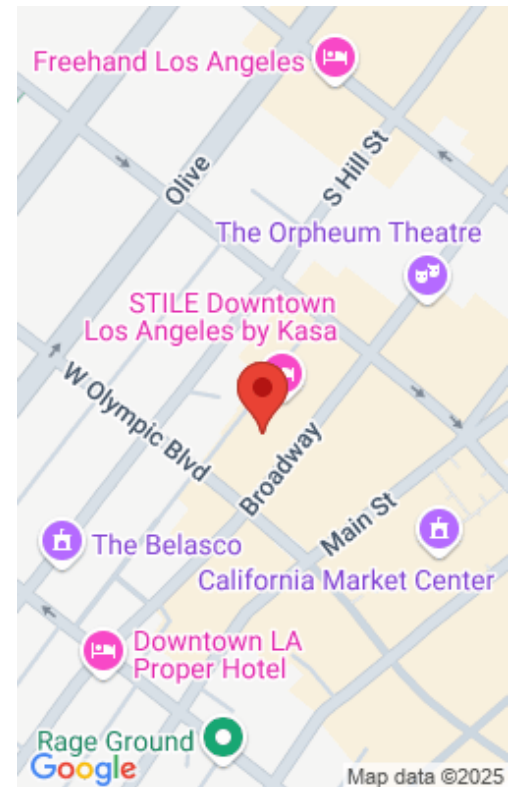 Freehand Los Angeles
Olive
S Hill St
The Orpheum Theatre
STILE Downtown
Los Angeles by Kasa
W Olympic Blvd
Broadway
Main St
The Belasco
California Market Center
Downtown LA
Proper Hotel
Rage Ground
Google
Map data ©2025